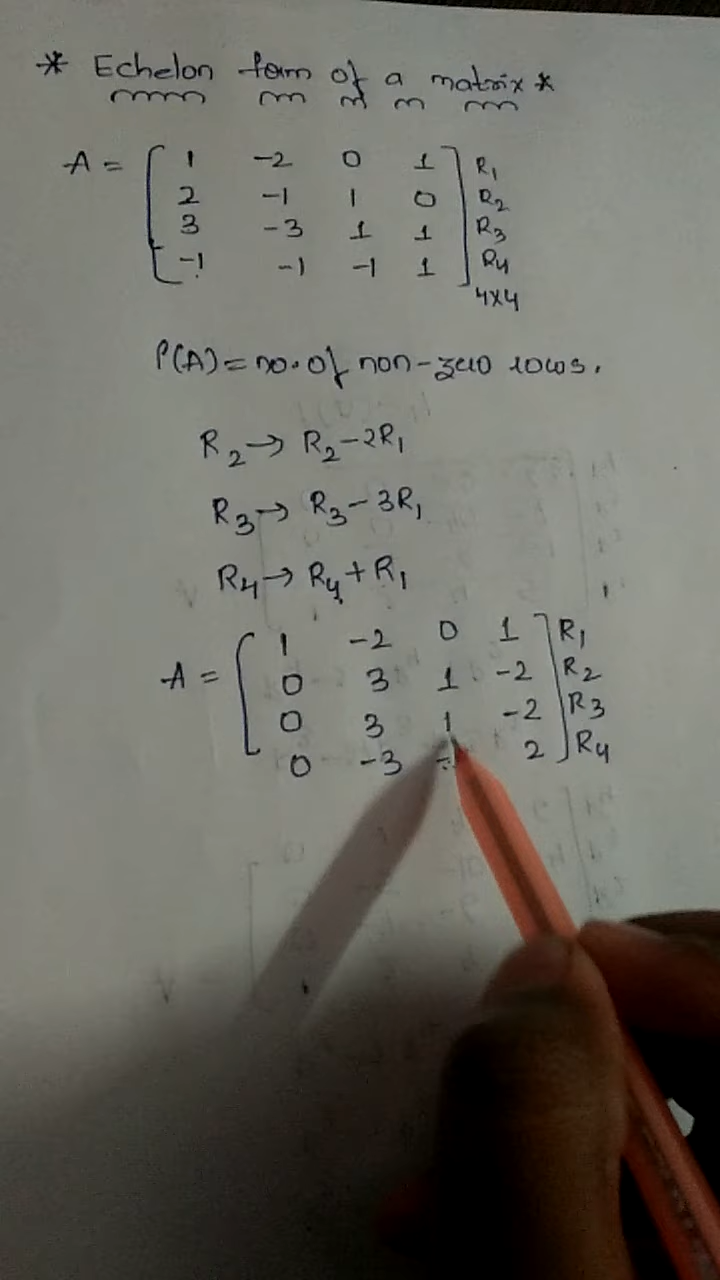 * Echelon form of a matrix *
A = [ 1 -2 0 1 ] R1
2 -1 1 0 R2
3 -3 1 1 R3
-1 -1 -1 1 R4
4x4
ρ(A) = no. of non-zero rows.
R2 → R2 - 2R1
R3 → R3 - 3R1
R4 → R4 + R1
A = [ 1 -2 0 1 ] R1
0 3 1 -2 R2
0 3 1 -2 R3
0 -3 2 R4